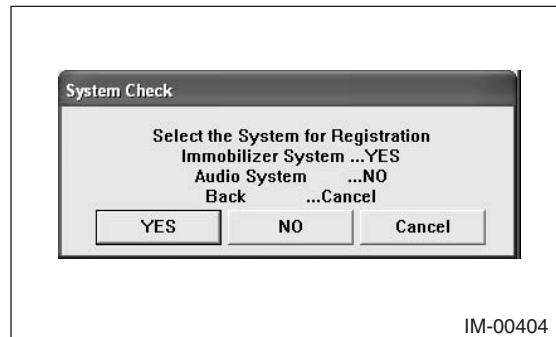 System Check
Select the System for Registration
Immobilizer System ...YES
Audio System ...NO
Back ...Cancel
YES NO Cancel
IM-00404